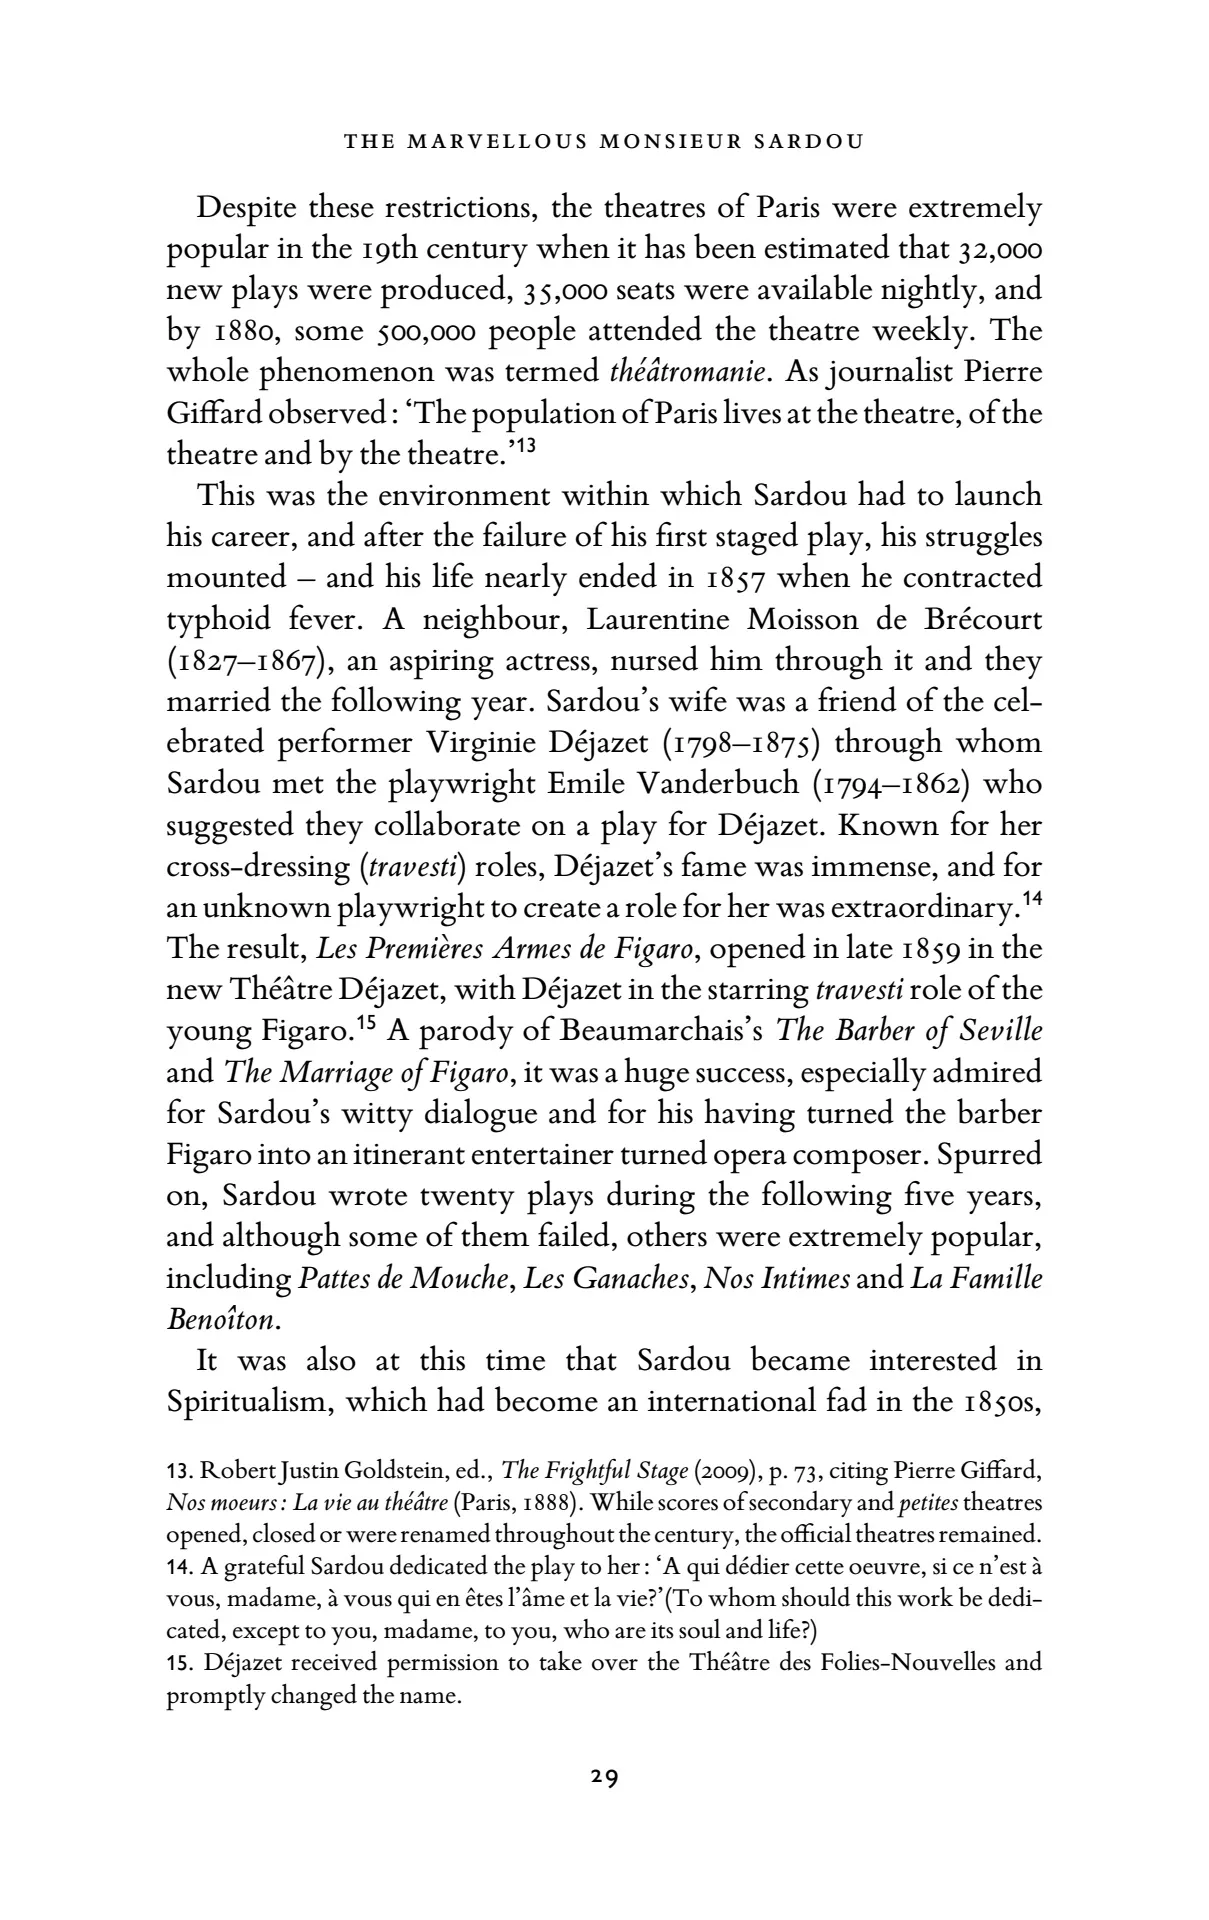 THE MARVELLOUS MONSIEUR SARDOU
Despite these restrictions, the theatres of Paris were extremely
popular in the 19th century when it has been estimated that 32,000
new plays were produced, 35,000 seats were available nightly, and
by 1880, some 500,000 people attended the theatre weekly. The
whole phenomenon was termed théâtromanie. As journalist Pierre
Giffard observed : ‘The population of Paris lives at the theatre, of the
theatre and by the theatre.’13
This was the environment within which Sardou had to launch
his career, and after the failure of his first staged play, his struggles
mounted – and his life nearly ended in 1857 when he contracted
typhoid fever. A neighbour, Laurentine Moisson de Brécourt
(1827–1867), an aspiring actress, nursed him through it and they
married the following year. Sardou’s wife was a friend of the cel-
ebrated performer Virginie Déjazet (1798–1875) through whom
Sardou met the playwright Emile Vanderbuch (1794–1862) who
suggested they collaborate on a play for Déjazet. Known for her
cross-dressing (travesti) roles, Déjazet’s fame was immense, and for
an unknown playwright to create a role for her was extraordinary.14
The result, Les Premières Armes de Figaro, opened in late 1859 in the
new Théâtre Déjazet, with Déjazet in the starring travesti role of the
young Figaro.15 A parody of Beaumarchais’s The Barber of Seville
and The Marriage of Figaro, it was a huge success, especially admired
for Sardou’s witty dialogue and for his having turned the barber
Figaro into an itinerant entertainer turned opera composer. Spurred
on, Sardou wrote twenty plays during the following five years,
and although some of them failed, others were extremely popular,
including Pattes de Mouche, Les Ganaches, Nos Intimes and La Famille
Benoîton.
It was also at this time that Sardou became interested in
Spiritualism, which had become an international fad in the 1850s,
13. Robert Justin Goldstein, ed., The Frightful Stage (2009), p. 73, citing Pierre Giffard,
Nos moeurs : La vie au théâtre (Paris, 1888). While scores of secondary and petites theatres
opened, closed or were renamed throughout the century, the official theatres remained.
14. A grateful Sardou dedicated the play to her : ‘A qui dédier cette oeuvre, si ce n’est à
vous, madame, à vous qui en êtes l’âme et la vie?’(To whom should this work be dedi-
cated, except to you, madame, to you, who are its soul and life?)
15. Déjazet received permission to take over the Théâtre des Folies-Nouvelles and
promptly changed the name.
29